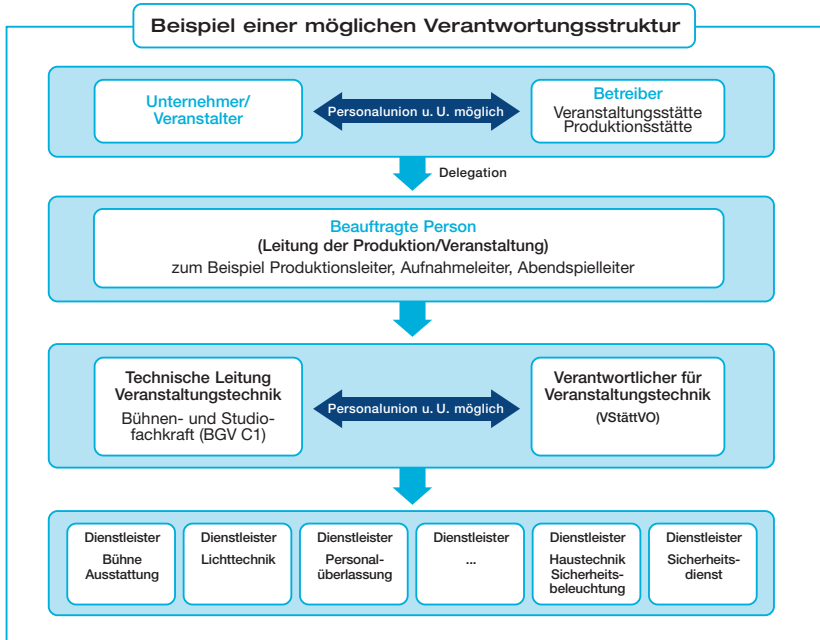 Beispiel einer möglichen Verantwortungsstruktur
Unternehmer/
Veranstalter
Personalunion u. U. möglich
Betreiber
Veranstaltungsstätte
Produktionsstätte
Delegation
Beauftragte Person
(Leitung der Produktion/Veranstaltung)
zum Beispiel Produktionsleiter, Aufnahmeleiter, Abendspielleiter
Technische Leitung
Veranstaltungstechnik
Bühnen- und Studio-
fachkraft (BGV C1)
Personalunion u. U. möglich
Verantwortlicher für
Veranstaltungstechnik
(VStättVO)
Dienstleister
Bühne
Ausstattung
Dienstleister
Lichttechnik
Dienstleister
Personal-
überlassung
Dienstleister
...
Dienstleister
Haustechnik
Sicherheits-
beleuchtung
Dienstleister
Sicherheits-
dienst